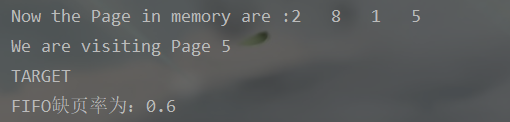 Now the Page in memory are :2   8   1   5
We are visiting Page 5
TARGET
FIFO缺页率为：0.6